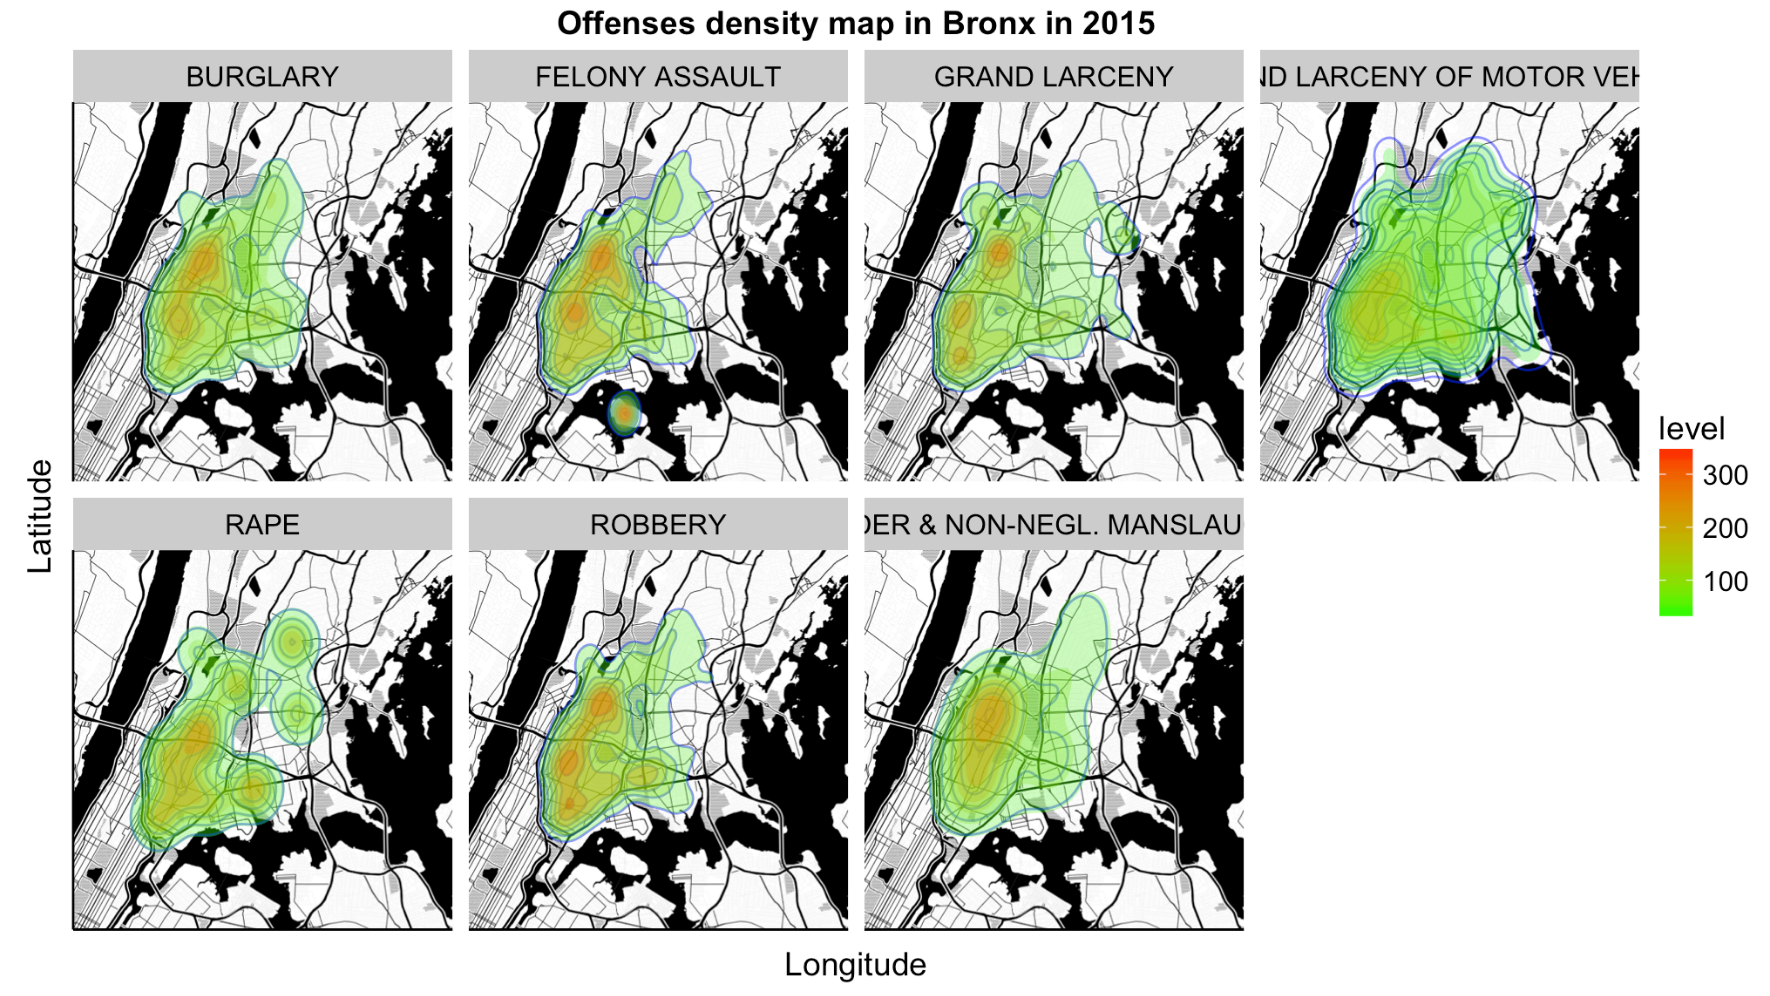 Offenses density map in Bronx in 2015
BURGLARY
FELONY ASSAULT
GRAND LARCENY
ND LARCENY OF MOTOR VEH
level
300
200
100
Latitude
RAPE
ROBBERY
DER & NON-NEGL. MANSLAU
Longitude